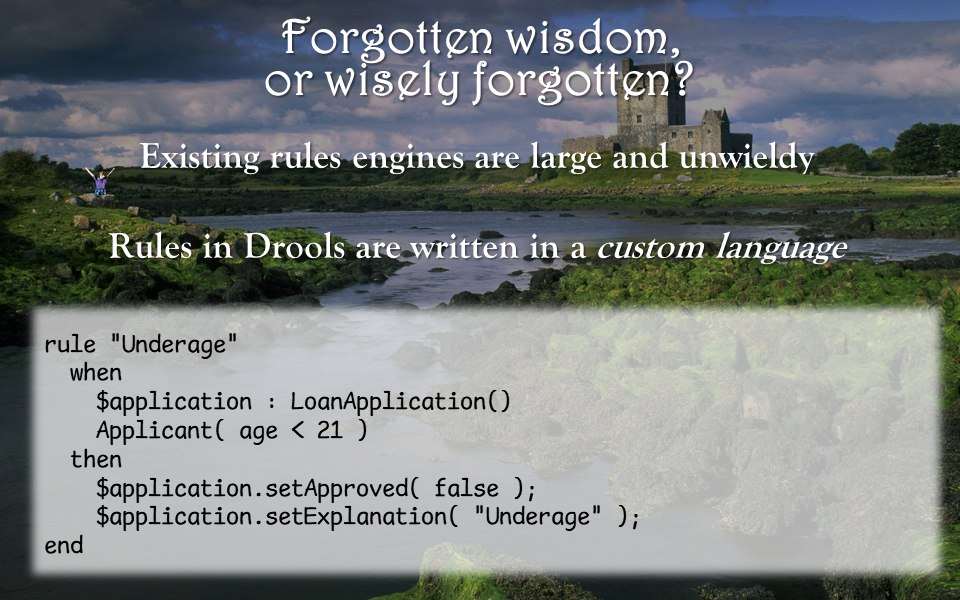 Forgotten wisdom,
or wisely forgotten?
Existing rules engines are large and unwieldy
Rules in Drools are written in a custom language
rule "Underage"
  when
    $application : LoanApplication()
    Applicant( age < 21 )
  then
    $application.setApproved( false );
    $application.setExplanation( "Underage" );
end